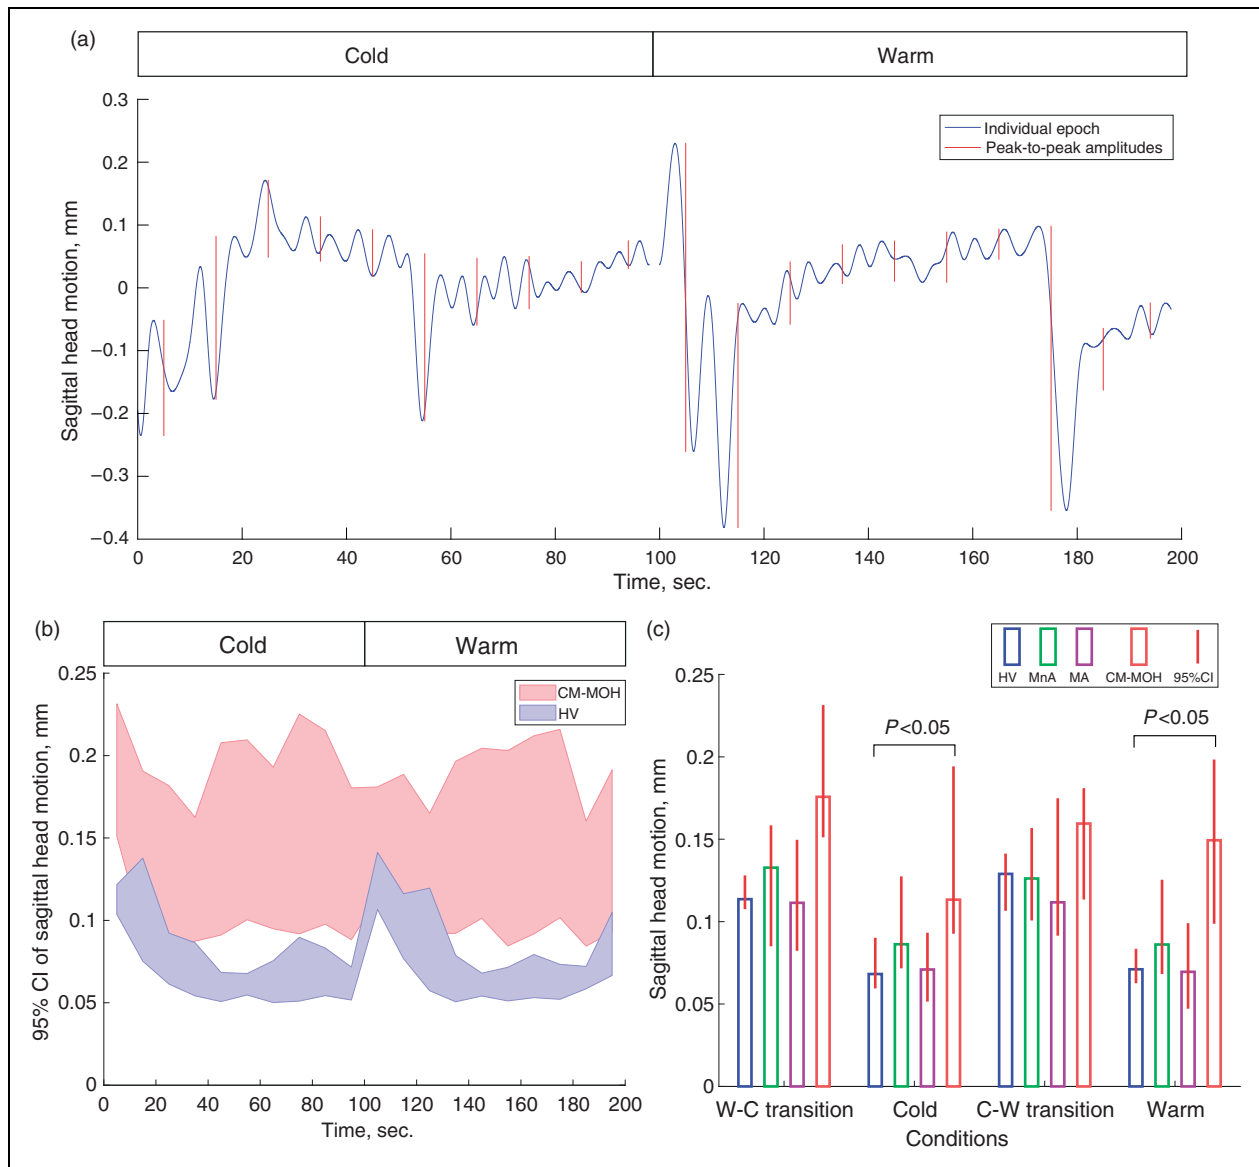 (a)
Cold Warm
0.3
0.2
0.1
0
−0.1
−0.2
−0.3
−0.4
Sagittal head motion, mm
Individual epoch
Peak-to-peak amplitudes
0 20 40 60 80 100 120 140 160 180 200
Time, sec.
(b)
Cold Warm
0.25
0.2
0.15
0.1
0.05
0
95% CI of sagittal head motion, mm
CM-MOH
HV
0 20 40 60 80 100 120 140 160 180 200
Time, sec.
(c)
HV MnA MA CM-MOH 95%CI
0.25
0.2
0.15
0.1
0.05
0
Sagittal head motion, mm
P<0.05
P<0.05
W-C transition Cold C-W transition Warm
Conditions